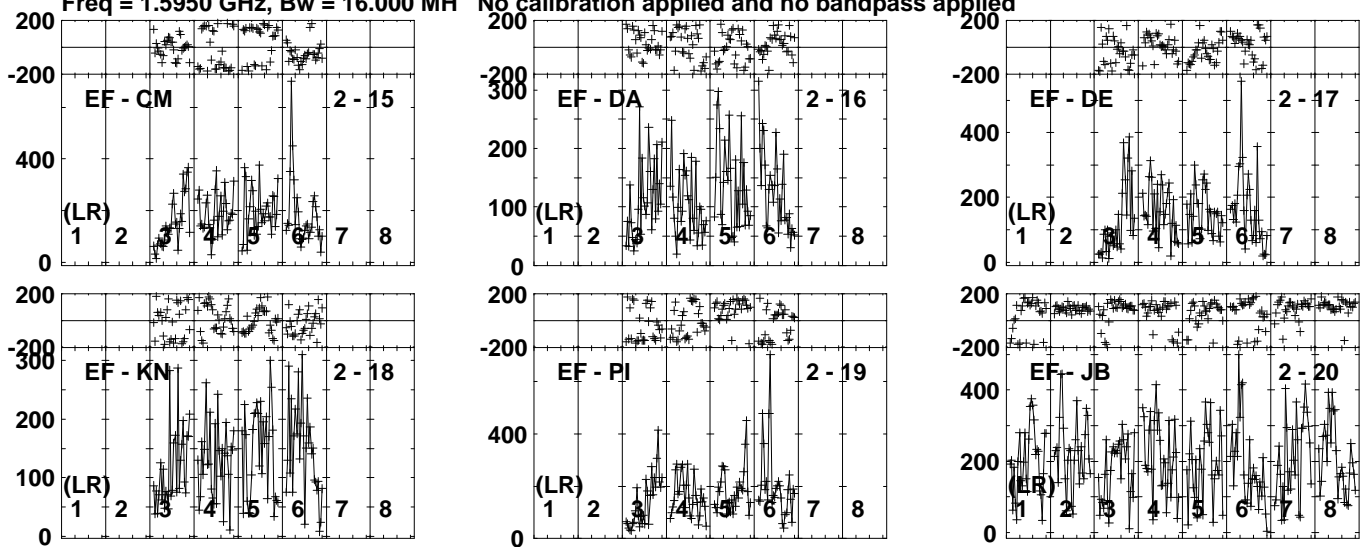 Freq = 1.5950 GHz, Bw = 16.000 MH No calibration applied and no bandpass applied
200
-200
EF - CM 2 - 15
400
(LR)
1 2 3 4 5 6 7 8
0
200
-200
300
EF - DA 2 - 16
200
100
(LR)
1 2 3 4 5 6 7 8
0
200
-200
EF - DE 2 - 17
400
200
(LR)
1 2 3 4 5 6 7 8
0
200
-200
300
EF - KN 2 - 18
200
100
(LR)
1 2 3 4 5 6 7 8
0
200
-200
EF - PI 2 - 19
400
(LR)
1 2 3 4 5 6 7 8
0
200
-200
EF - JB 2 - 20
400
200
(LR)
1 2 3 4 5 6 7 8
0